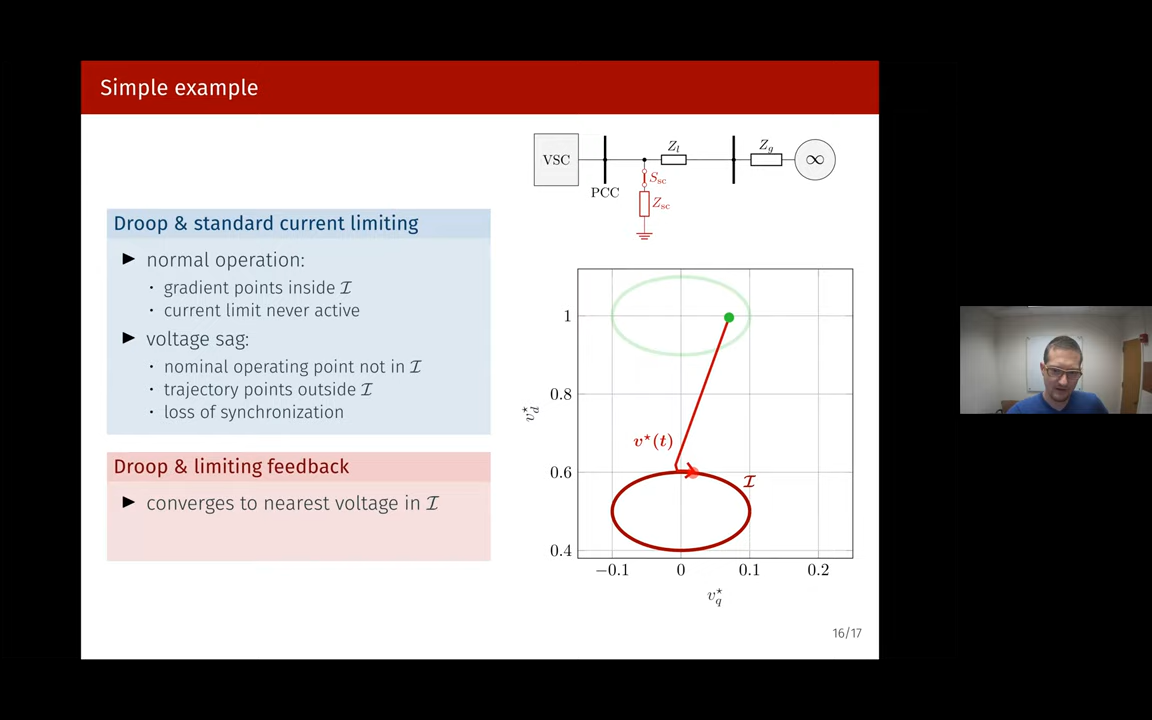 Simple example
VSC
PCC
Z_l
Z_g
∞
S_sc
Z_sc
Droop & standard current limiting
► normal operation:
· gradient points inside ℐ
· current limit never active
► voltage sag:
· nominal operating point not in ℐ
· trajectory points outside ℐ
· loss of synchronization
Droop & limiting feedback
► converges to nearest voltage in ℐ
1
0.8
0.6
0.4
v_d^⋆
v^⋆(t)
ℐ
−0.1 0 0.1 0.2
v_q^⋆
16/17